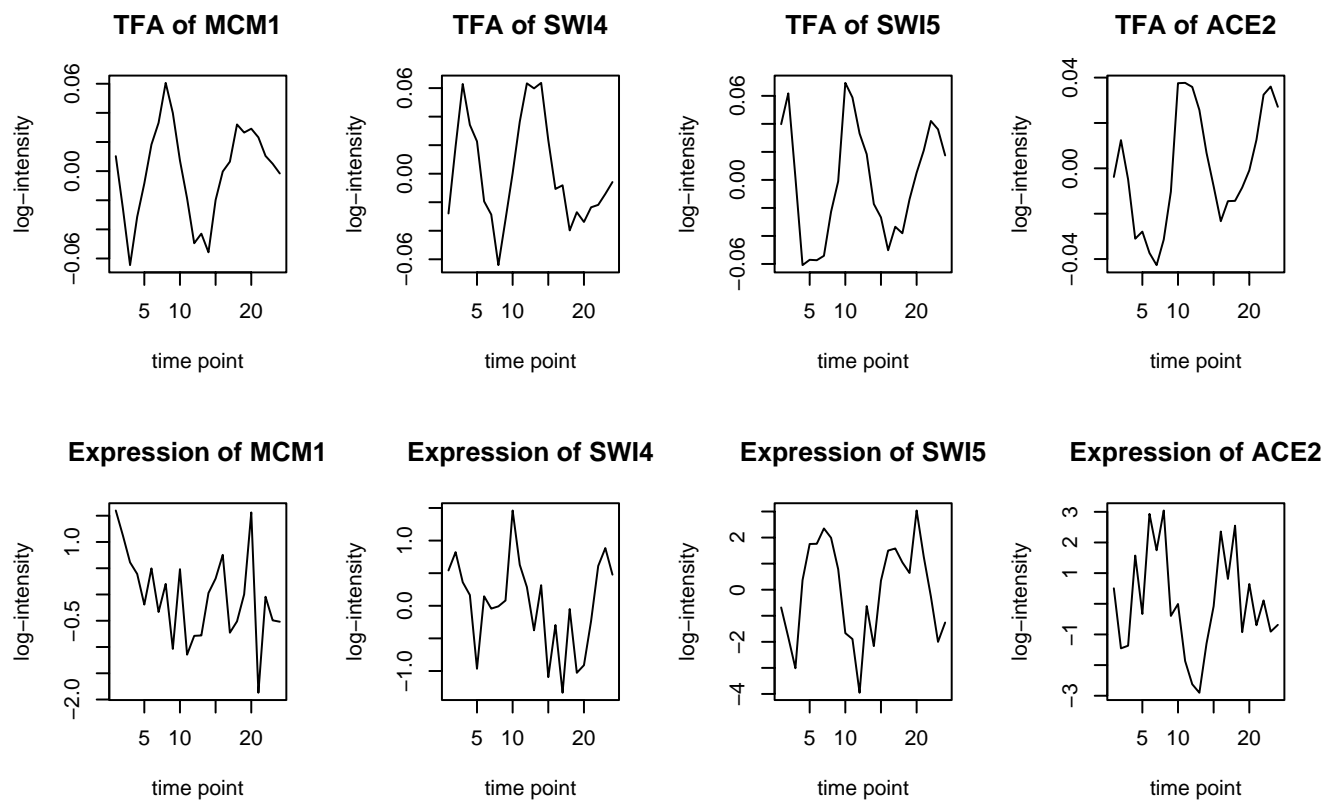 TFA of MCM1
log−intensity
−0.06 0.00 0.06
5 10 20
time point
TFA of SWI4
log−intensity
−0.06 0.00 0.06
5 10 20
time point
TFA of SWI5
log−intensity
−0.06 0.00 0.06
5 10 20
time point
TFA of ACE2
log−intensity
−0.04 0.00 0.04
5 10 20
time point
Expression of MCM1
log−intensity
−2.0 −0.5 1.0
5 10 20
time point
Expression of SWI4
log−intensity
−1.0 0.0 1.0
5 10 20
time point
Expression of SWI5
log−intensity
−4 −2 0 2
5 10 20
time point
Expression of ACE2
log−intensity
−3 −1 1 3
5 10 20
time point